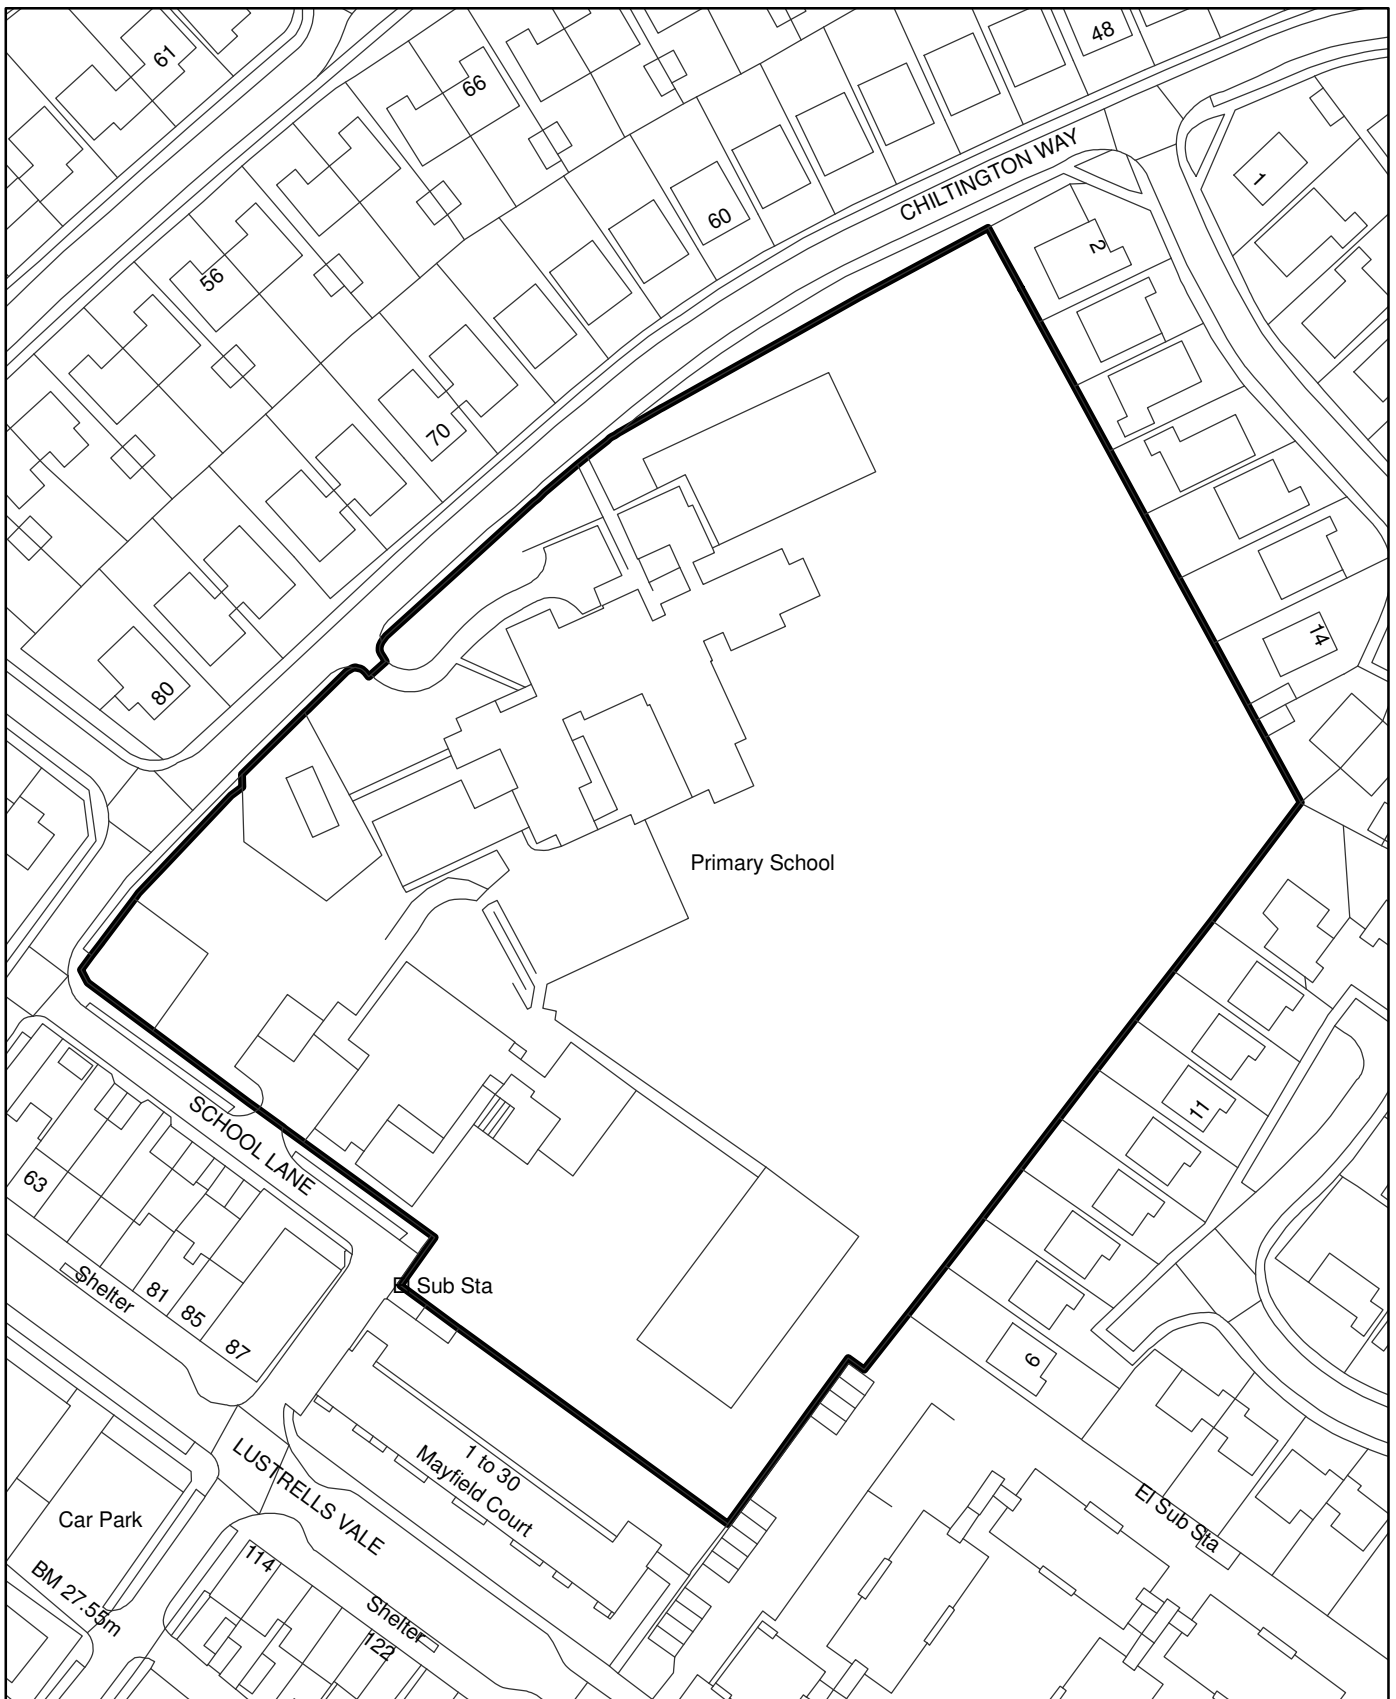 61
48
66
CHILTINGTON WAY
1
60
2
56
70
14
80
Primary School
11
SCHOOL LANE
63
Shelter
81
85
87
El Sub Sta
6
1 to 30
Mayfield Court
LUSTRELLS VALE
Car Park
El Sub Sta
BM 27.55m
114
Shelter
122